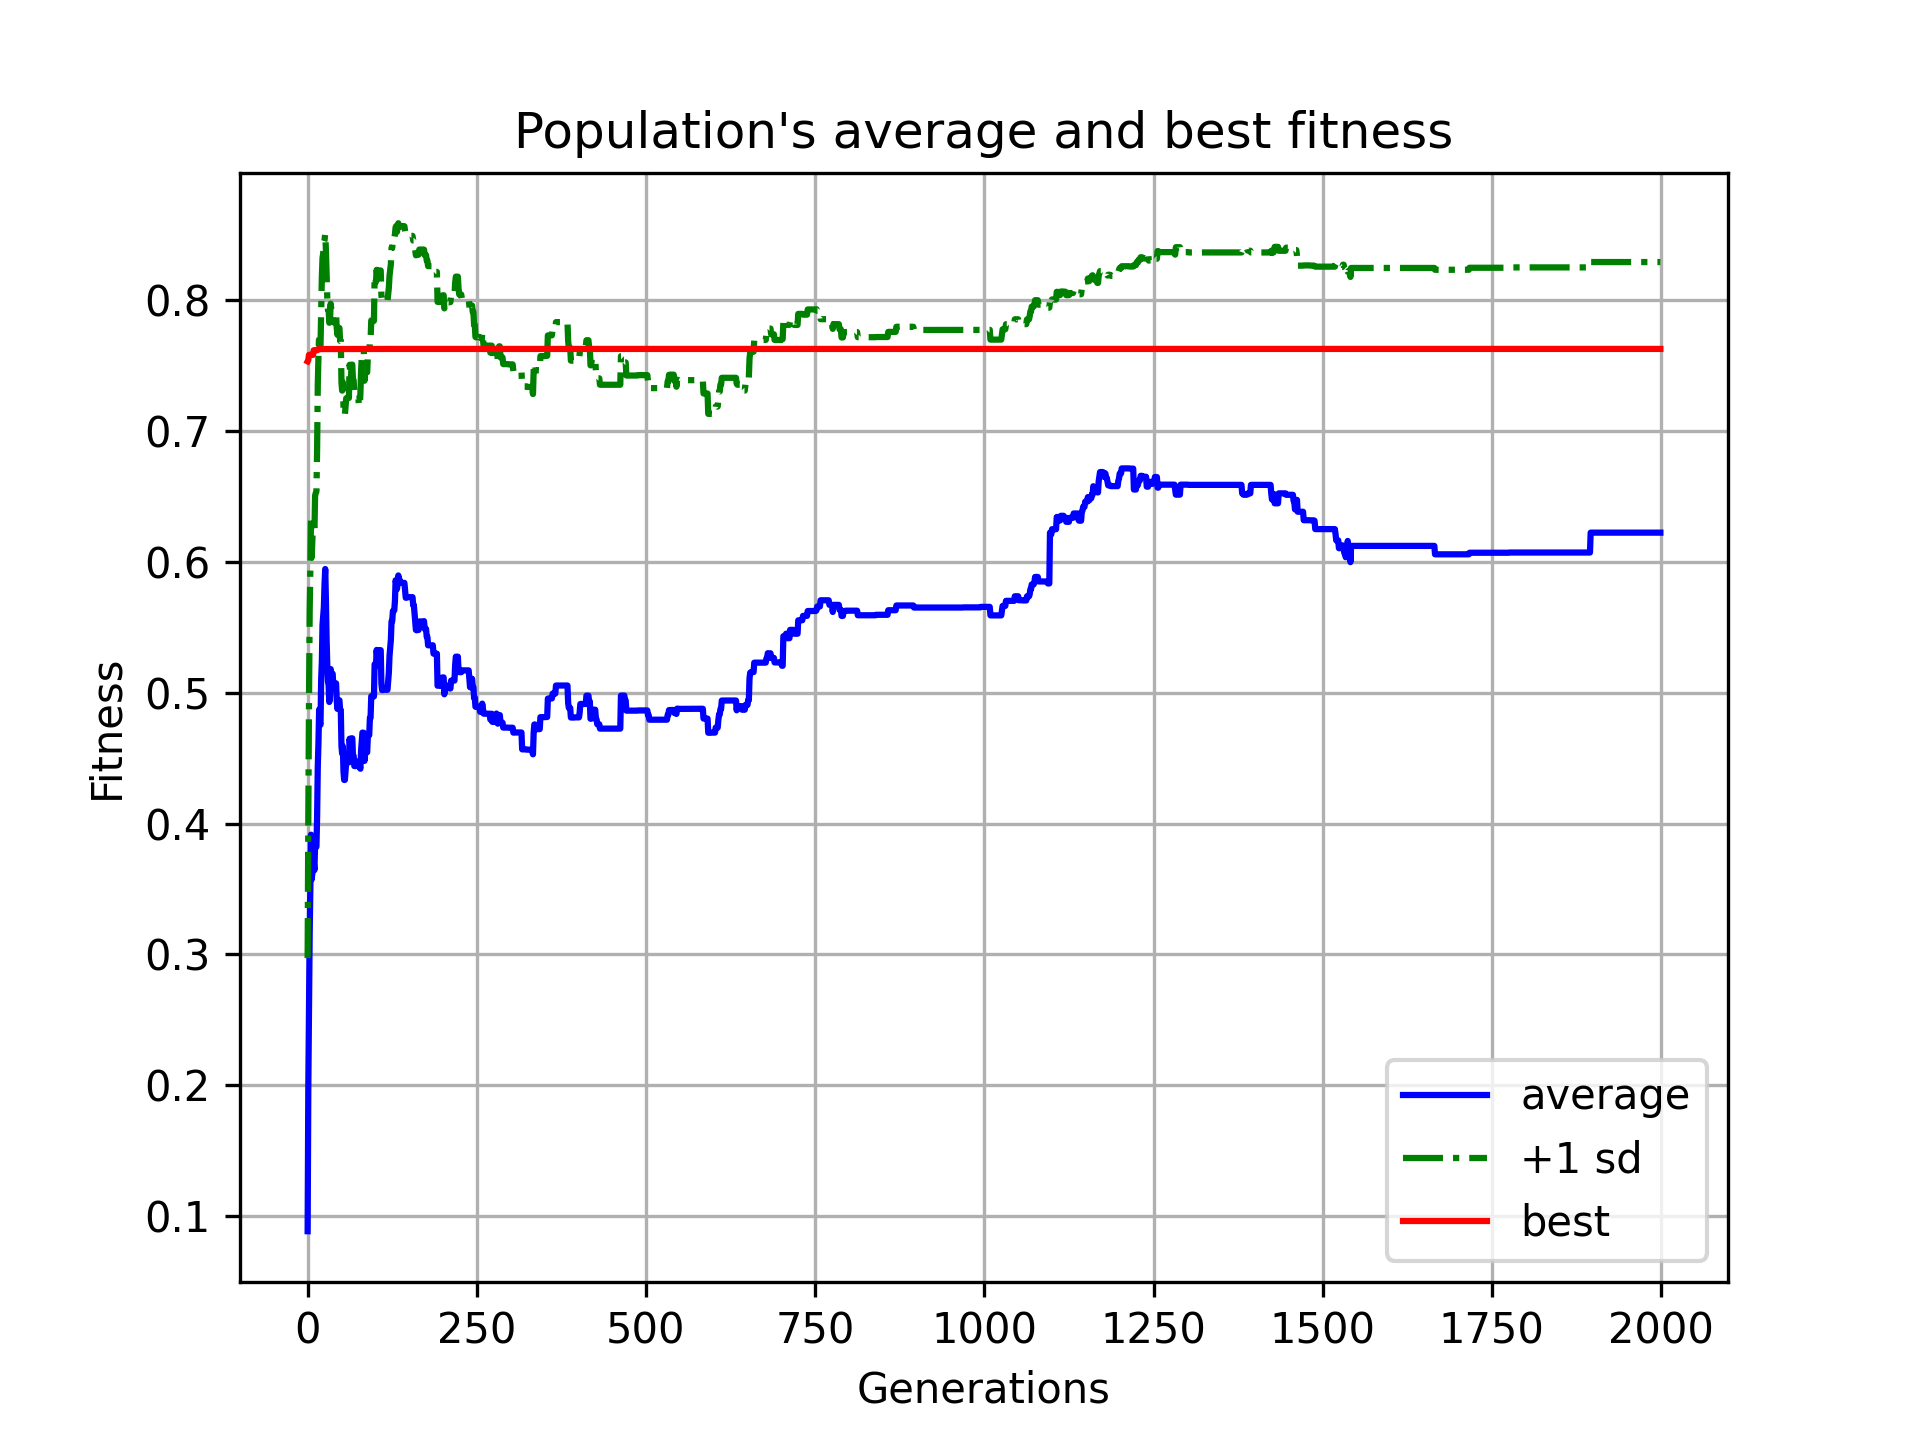 Population's average and best fitness
Fitness
0.8
0.7
0.6
0.5
0.4
0.3
0.2
0.1
average
+1 sd
best
0 250 500 750 1000 1250 1500 1750 2000
Generations